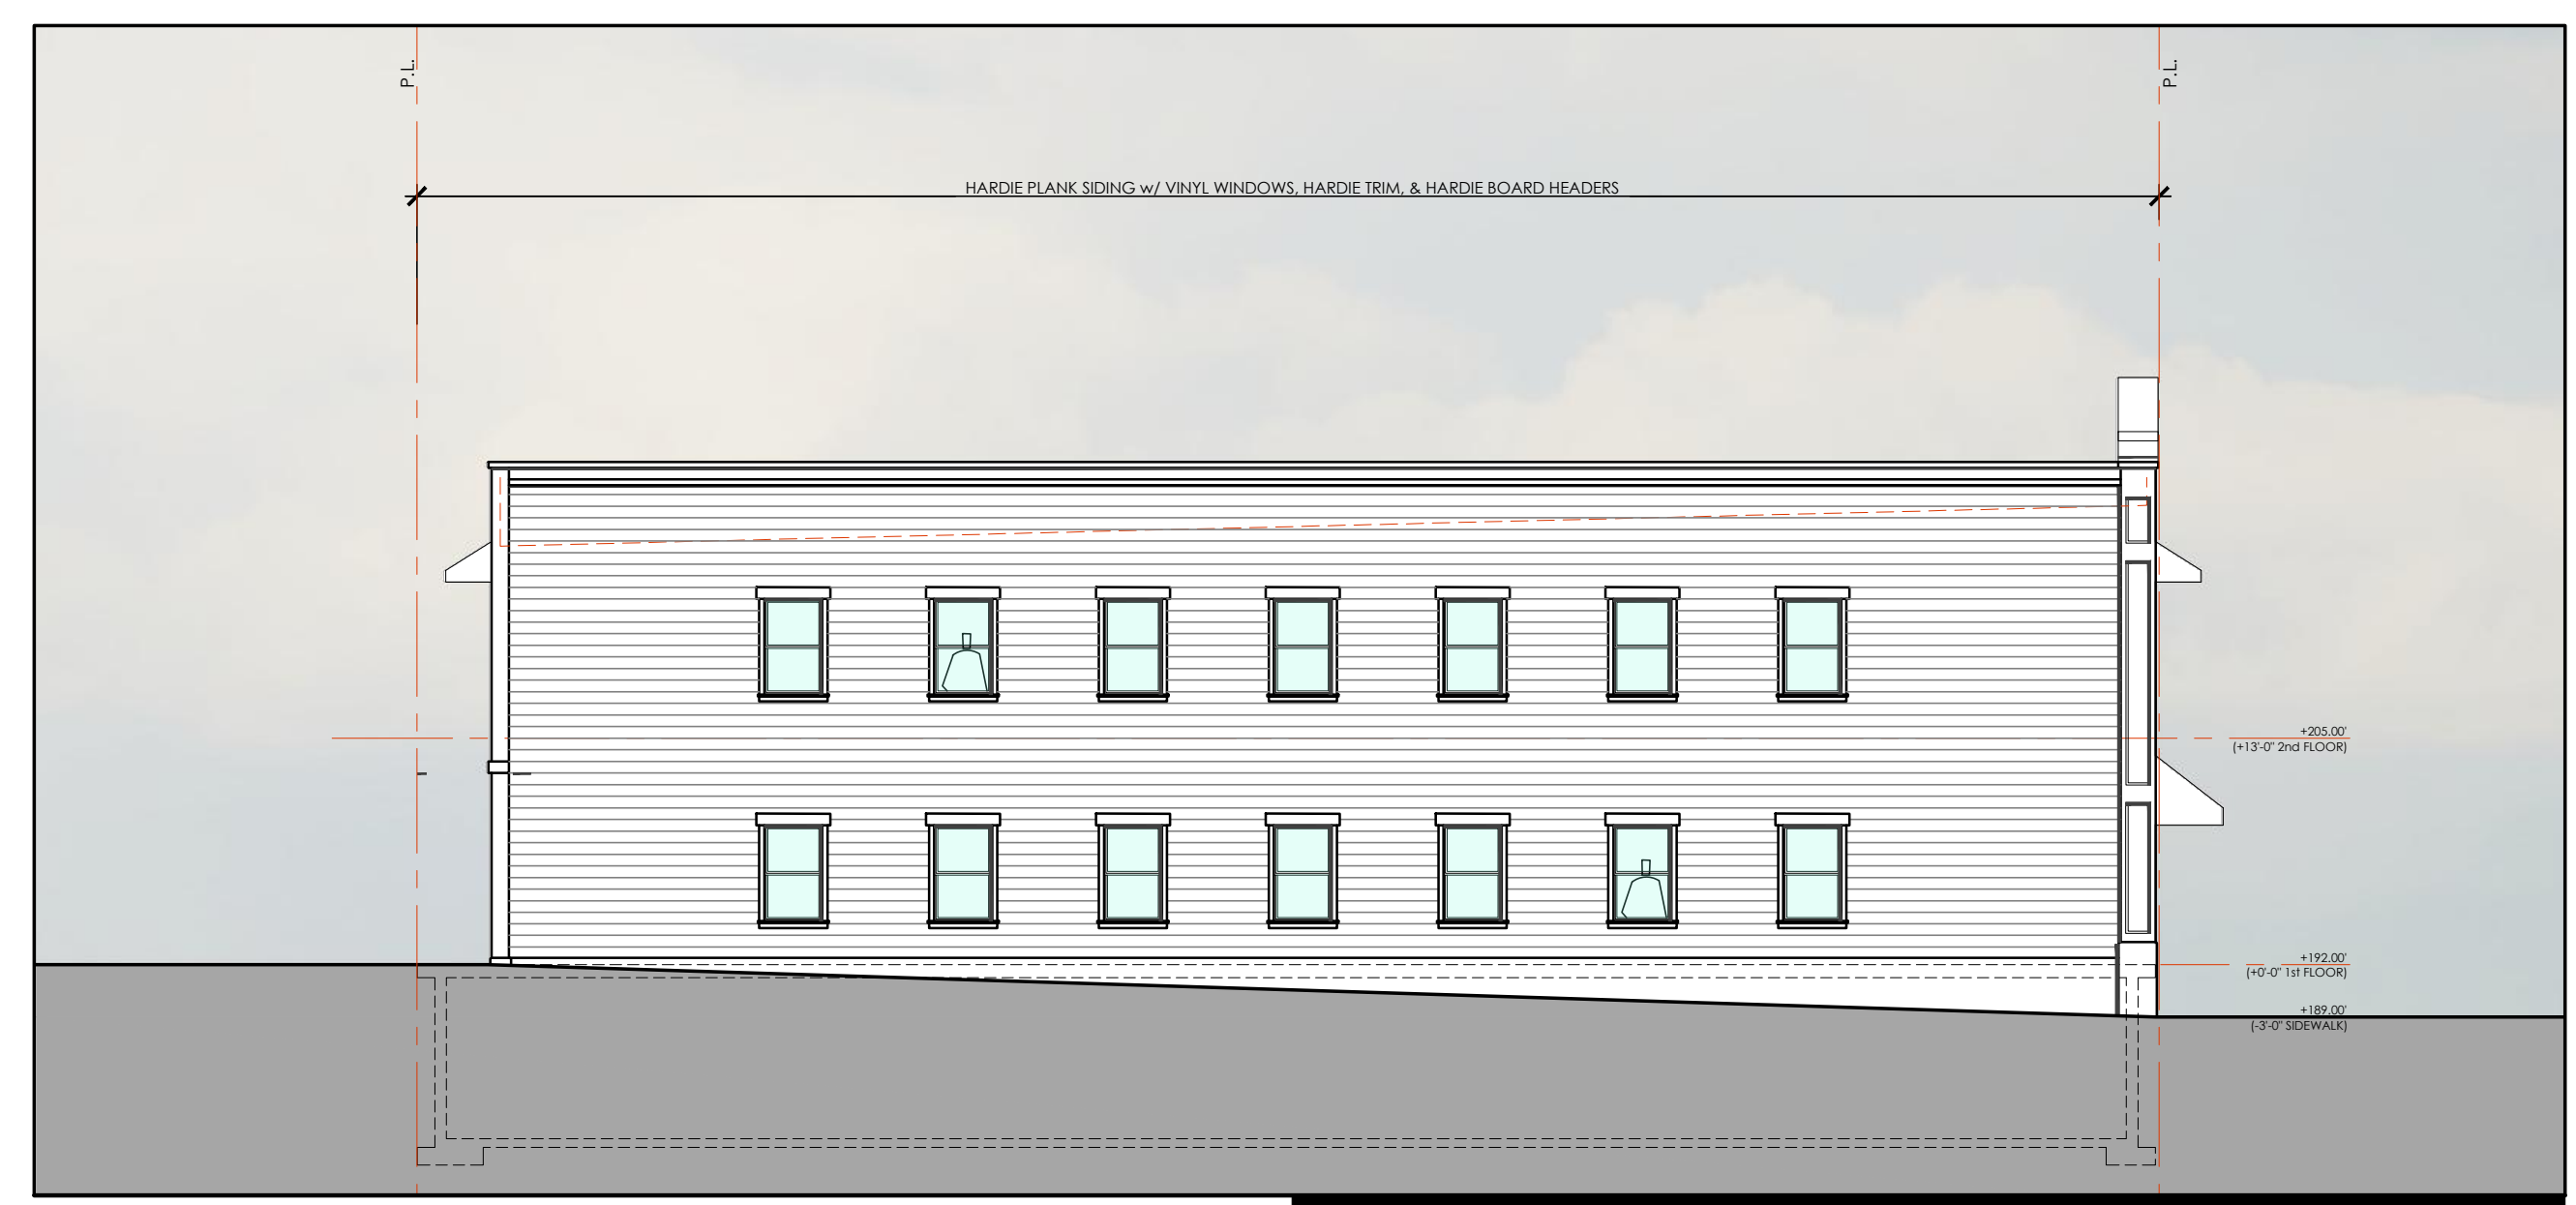 P.L.
P.L.
HARDIE PLANK SIDING w/ VINYL WINDOWS, HARDIE TRIM, & HARDIE BOARD HEADERS
+205.00'
(+13'-0" 2nd FLOOR)
+192.00'
(+0'-0" 1st FLOOR)
+189.00'
(-3'-0" SIDEWALK)